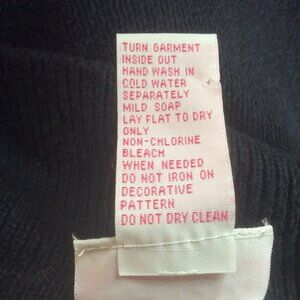 TURN GARMENT
INSIDE OUT
HAND WASH IN
COLD WATER
SEPARATELY
MILD SOAP
LAY FLAT TO DRY
ONLY
NON-CHLORINE
BLEACH
WHEN NEEDED
DO NOT IRON ON
DECORATIVE
PATTERN
DO NOT DRY CLEAN